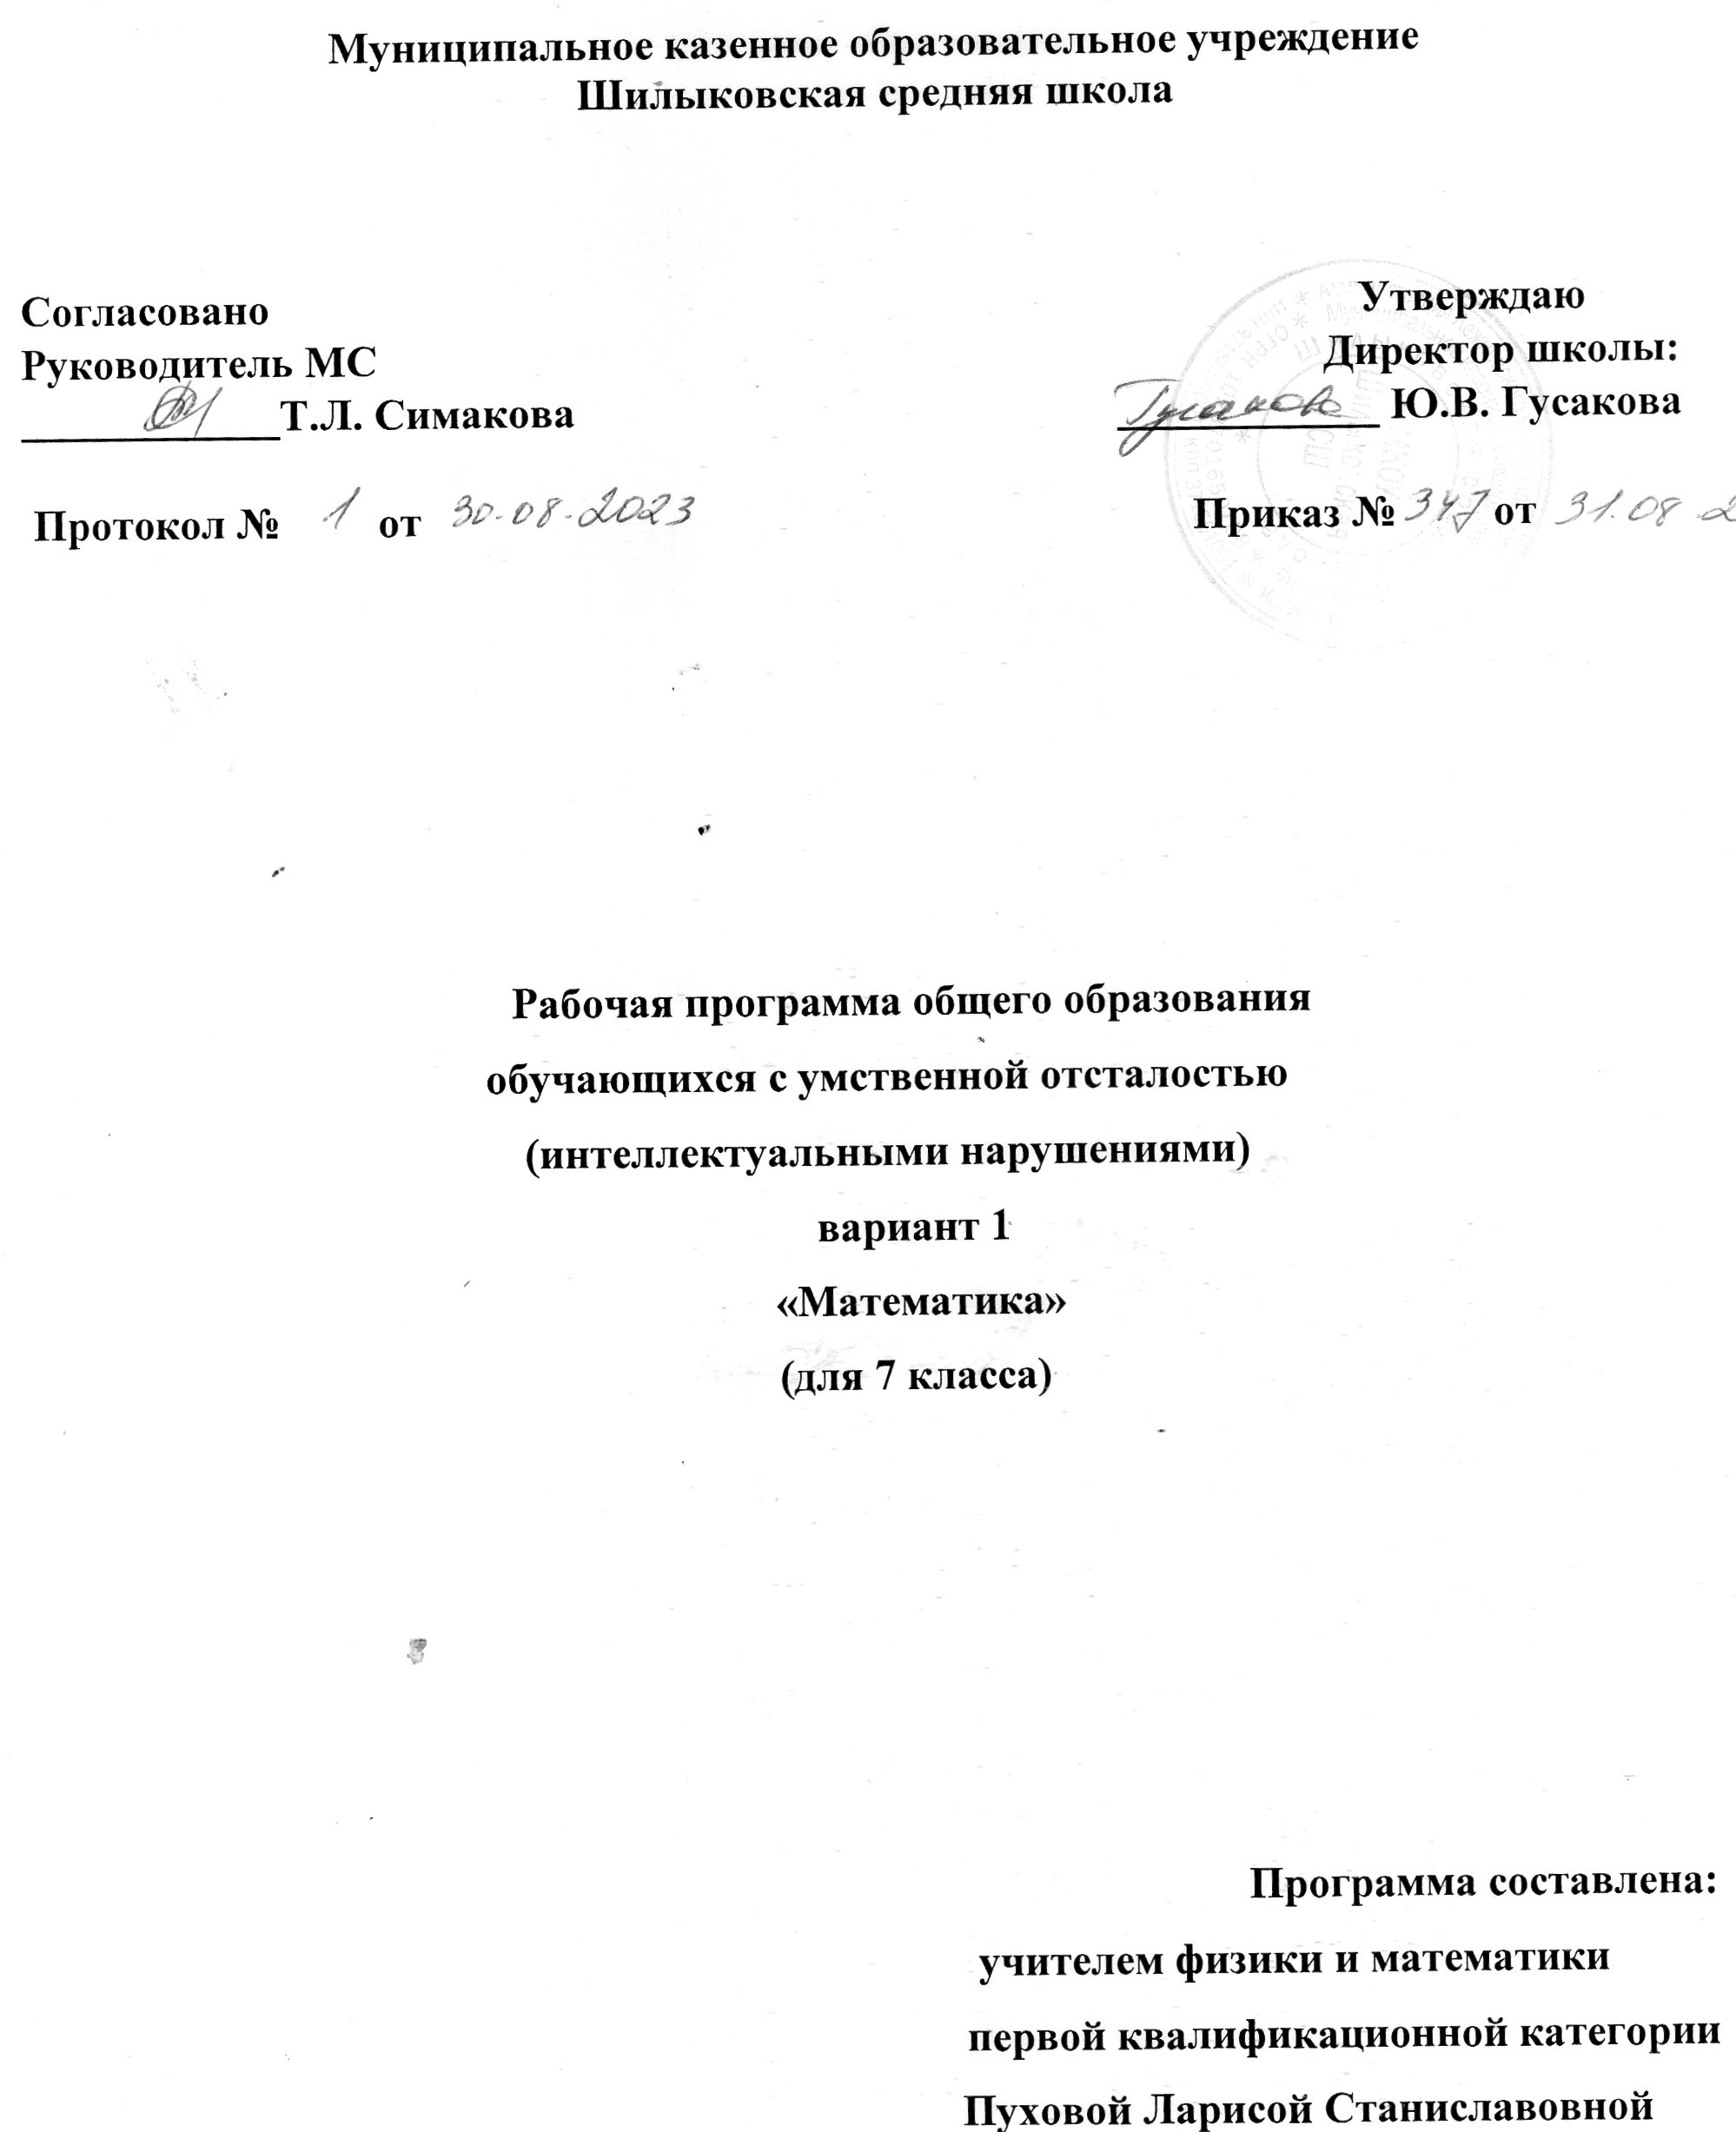 Муниципальное казенное образовательное учреждение
Шилыковская средняя школа
Согласовано
Руководитель МС
Т.Л. Симакова
Протокол № 1 от 30.08.2023
Утверждаю
Директор школы:
Ю.В. Гусакова
Приказ № 347 от 31.08.2
Рабочая программа общего образования
обучающихся с умственной отсталостью
(интеллектуальными нарушениями)
вариант 1
«Математика»
(для 7 класса)
Программа составлена:
учителем физики и математики
первой квалификационной категории
Пуховой Ларисой Станиславовной